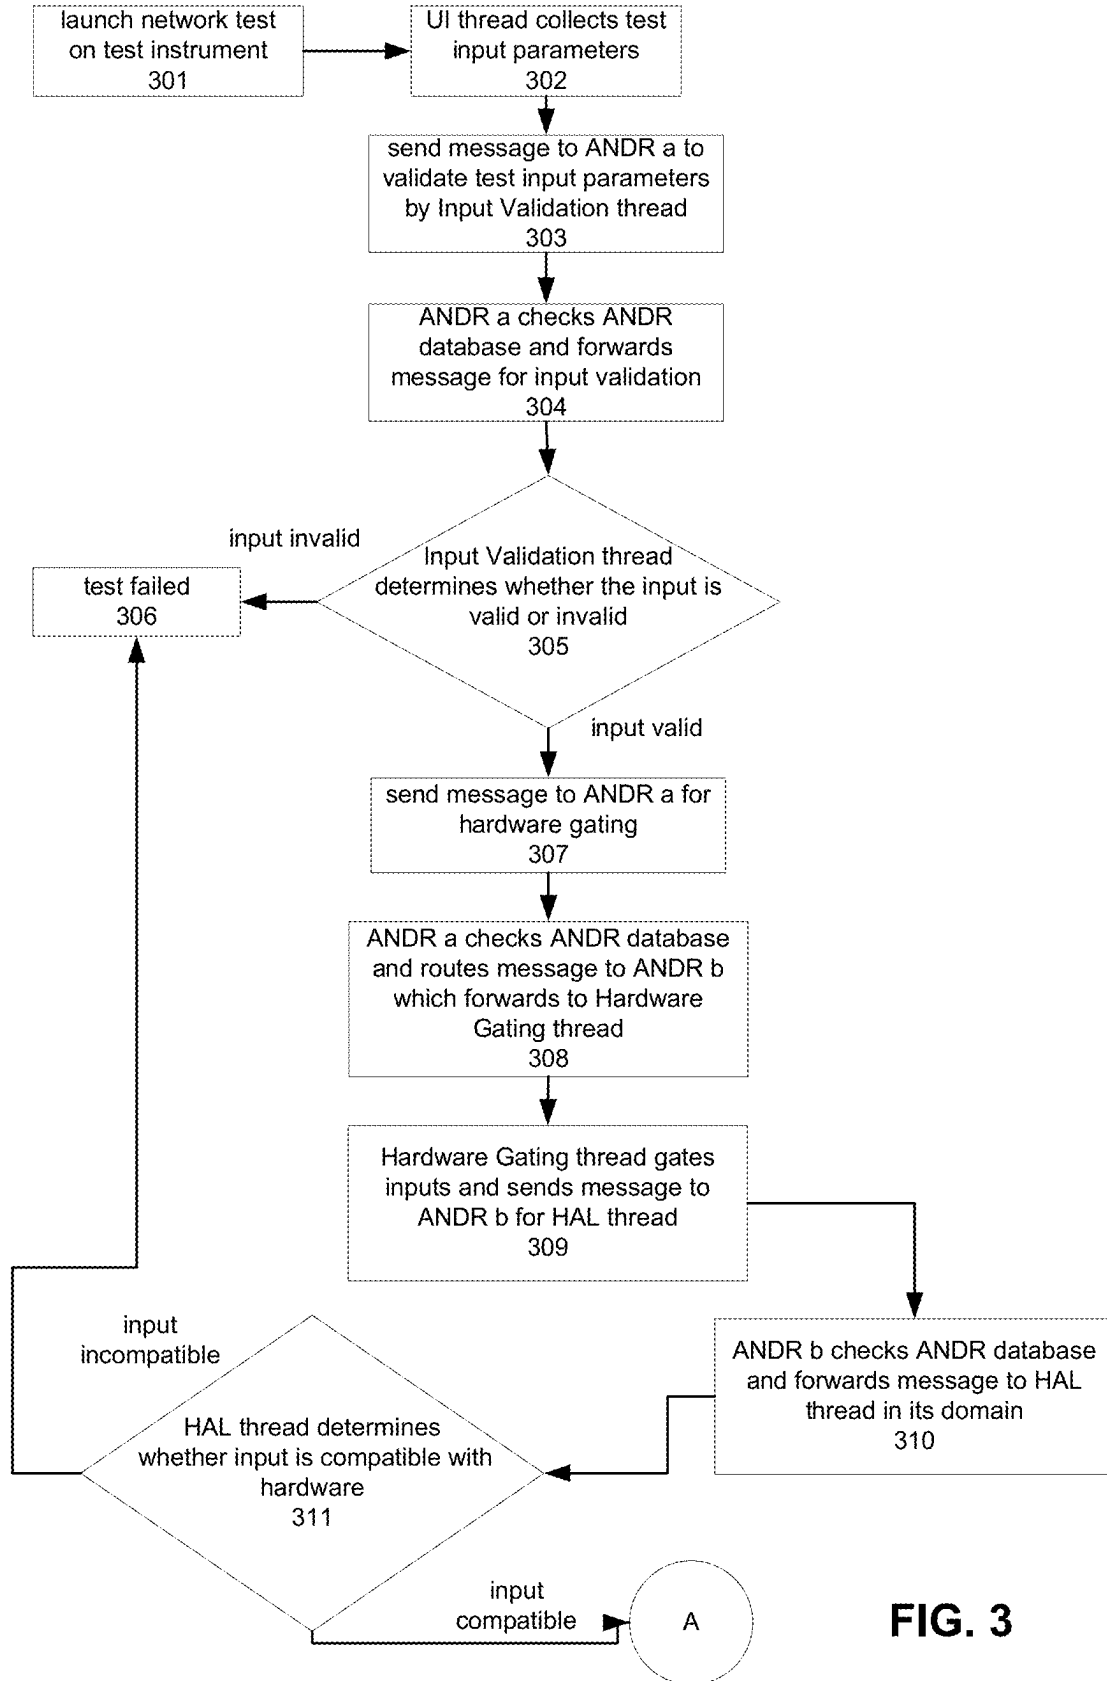 launch network test
on test instrument
301
UI thread collects test
input parameters
302
send message to ANDR a to
validate test input parameters
by Input Validation thread
303
ANDR a checks ANDR
database and forwards
message for input validation
304
input invalid
Input Validation thread
determines whether the input is
valid or invalid
305
test failed
306
input valid
send message to ANDR a for
hardware gating
307
ANDR a checks ANDR database
and routes message to ANDR b
which forwards to Hardware
Gating thread
308
Hardware Gating thread gates
inputs and sends message to
ANDR b for HAL thread
309
ANDR b checks ANDR database
and forwards message to HAL
thread in its domain
310
input
incompatible
HAL thread determines
whether input is compatible with
hardware
311
input
compatible
A
FIG. 3